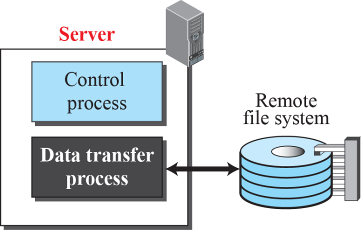 Server
Control
process
Data transfer
process
Remote
file system